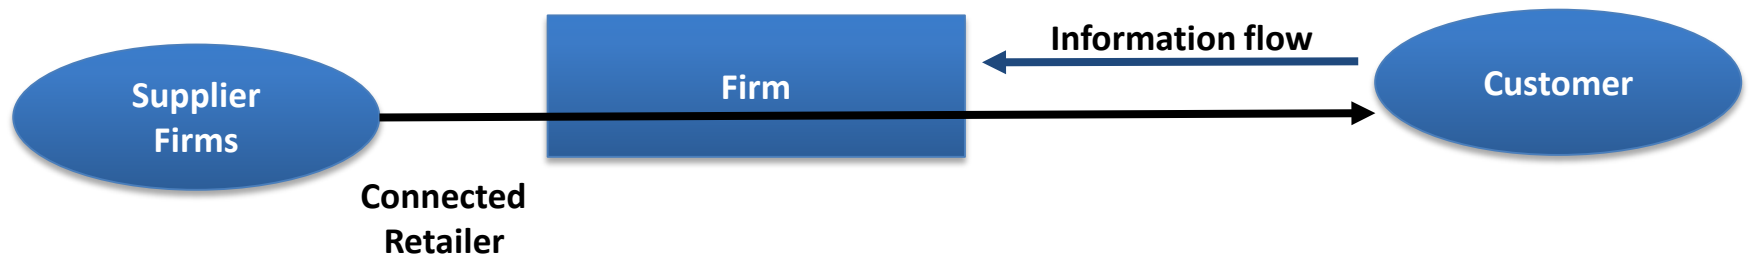 Supplier
Firms
Firm
Information flow
Customer
Connected
Retailer